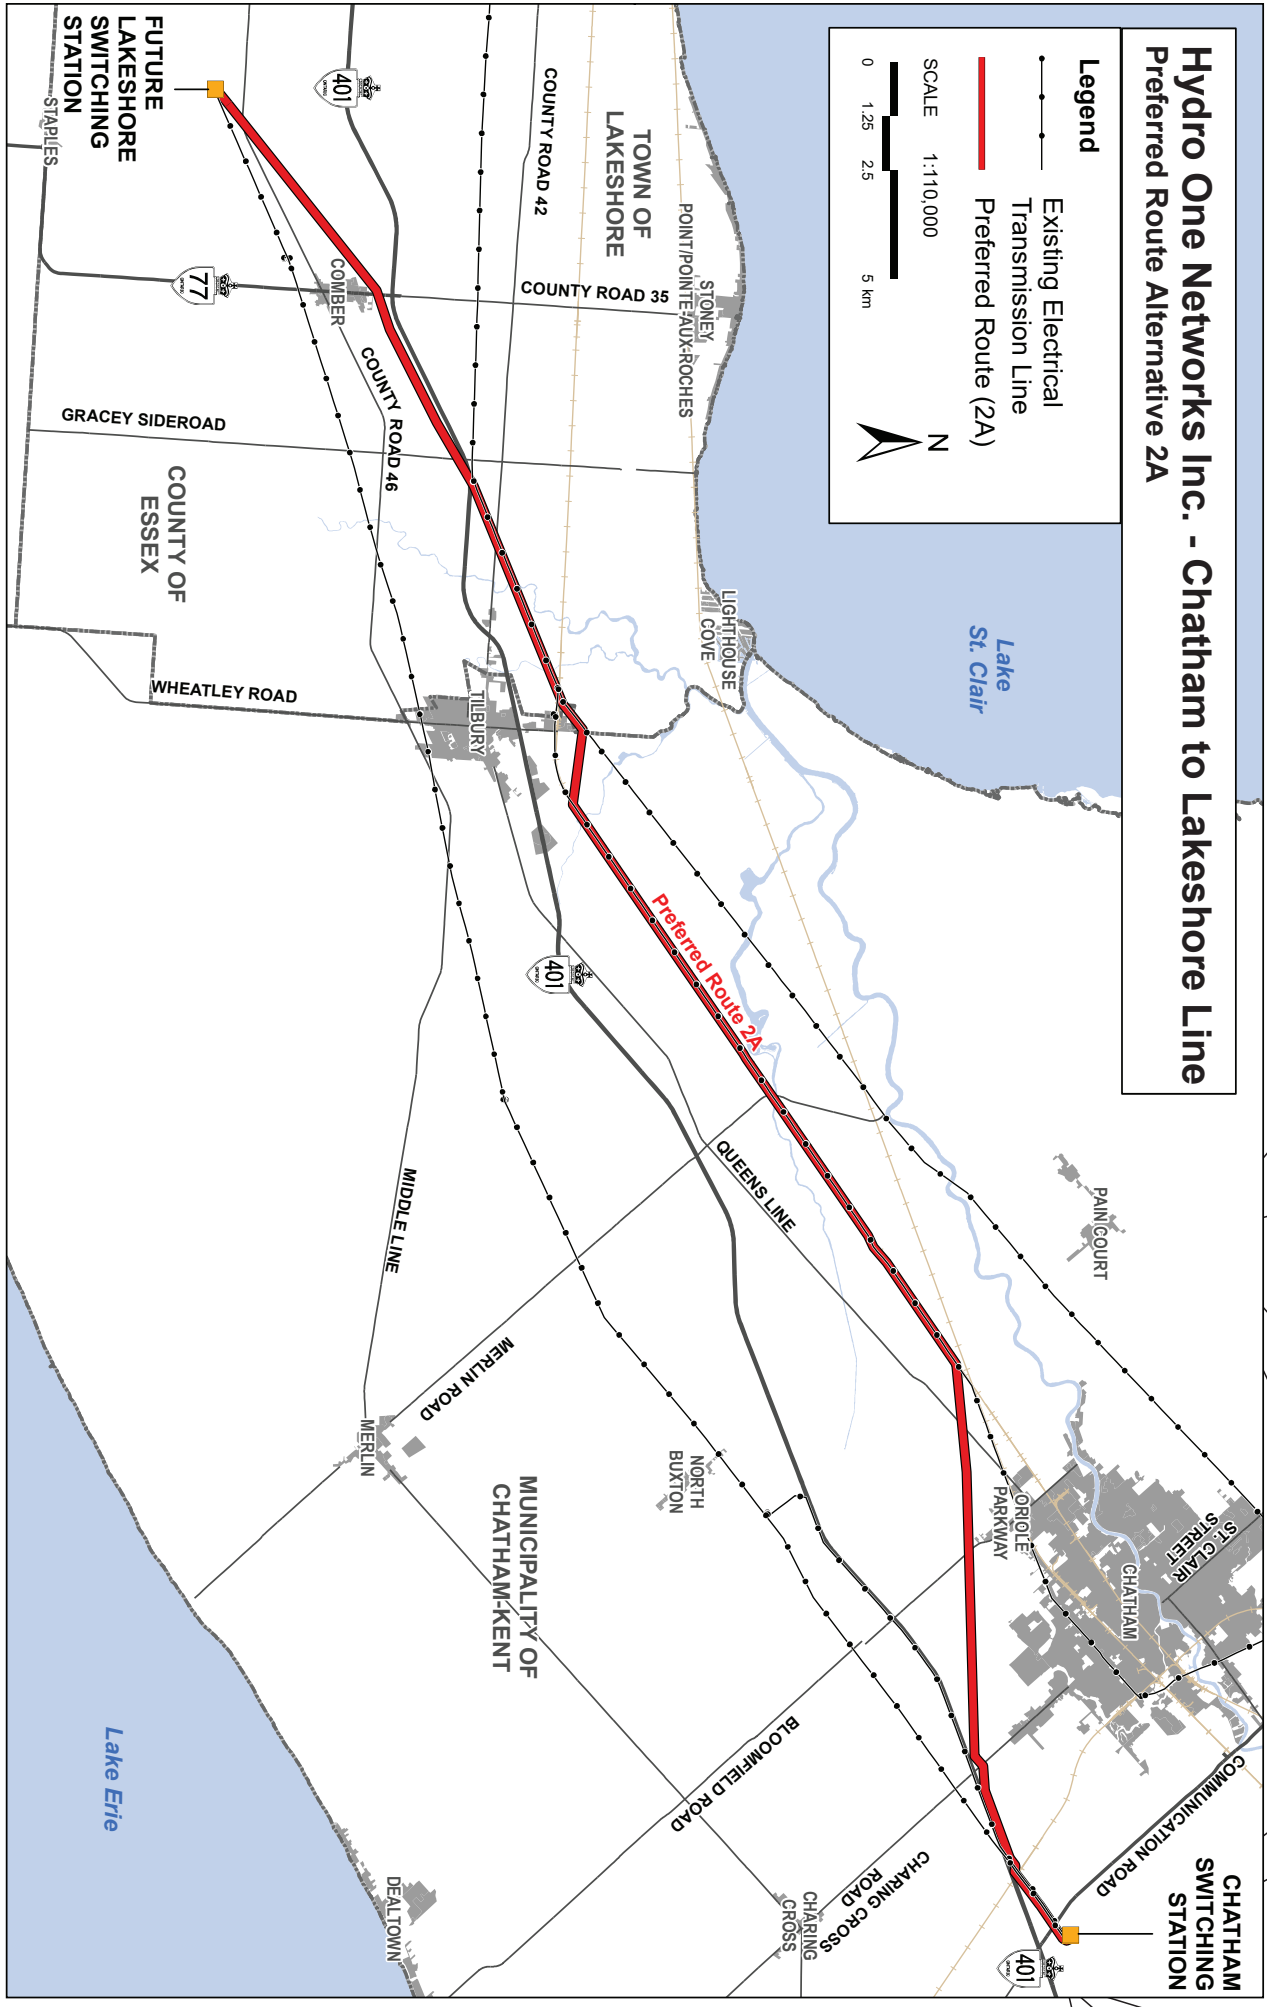 Hydro One Networks Inc. - Chatham to Lakeshore Line
Preferred Route Alternative 2A
Legend
Existing Electrical
Transmission Line
Preferred Route (2A)
SCALE 1:110,000
0 1.25 2.5 5 km
N
Lake
St. Clair
FUTURE
LAKESHORE
SWITCHING
STATION
STAPLES
401
ONTARIO
77
ONTARIO
COUNTY ROAD 42
TOWN OF
LAKESHORE
STONEY
POINT/POINTE-AUX-ROCHES
COUNTY ROAD 35
COMBER
COUNTY ROAD 46
GRACEY SIDEROAD
COUNTY OF
ESSEX
LIGHTHOUSE
COVE
WHEATLEY ROAD
TILBURY
Preferred Route 2A
401
ONTARIO
QUEENS LINE
MIDDLE LINE
PAINCOURT
MERLIN ROAD
MERLIN
NORTH
BUXTON
MUNICIPALITY OF
CHATHAM-KENT
ORIOLE
PARKWAY
ST. CLAIR
STREET
CHATHAM
BLOOMFIELD ROAD
COMMUNICATION ROAD
CHARING CROSS
ROAD
CHARING
CROSS
CHATHAM
SWITCHING
STATION
401
ONTARIO
DEALTOWN
Lake Erie